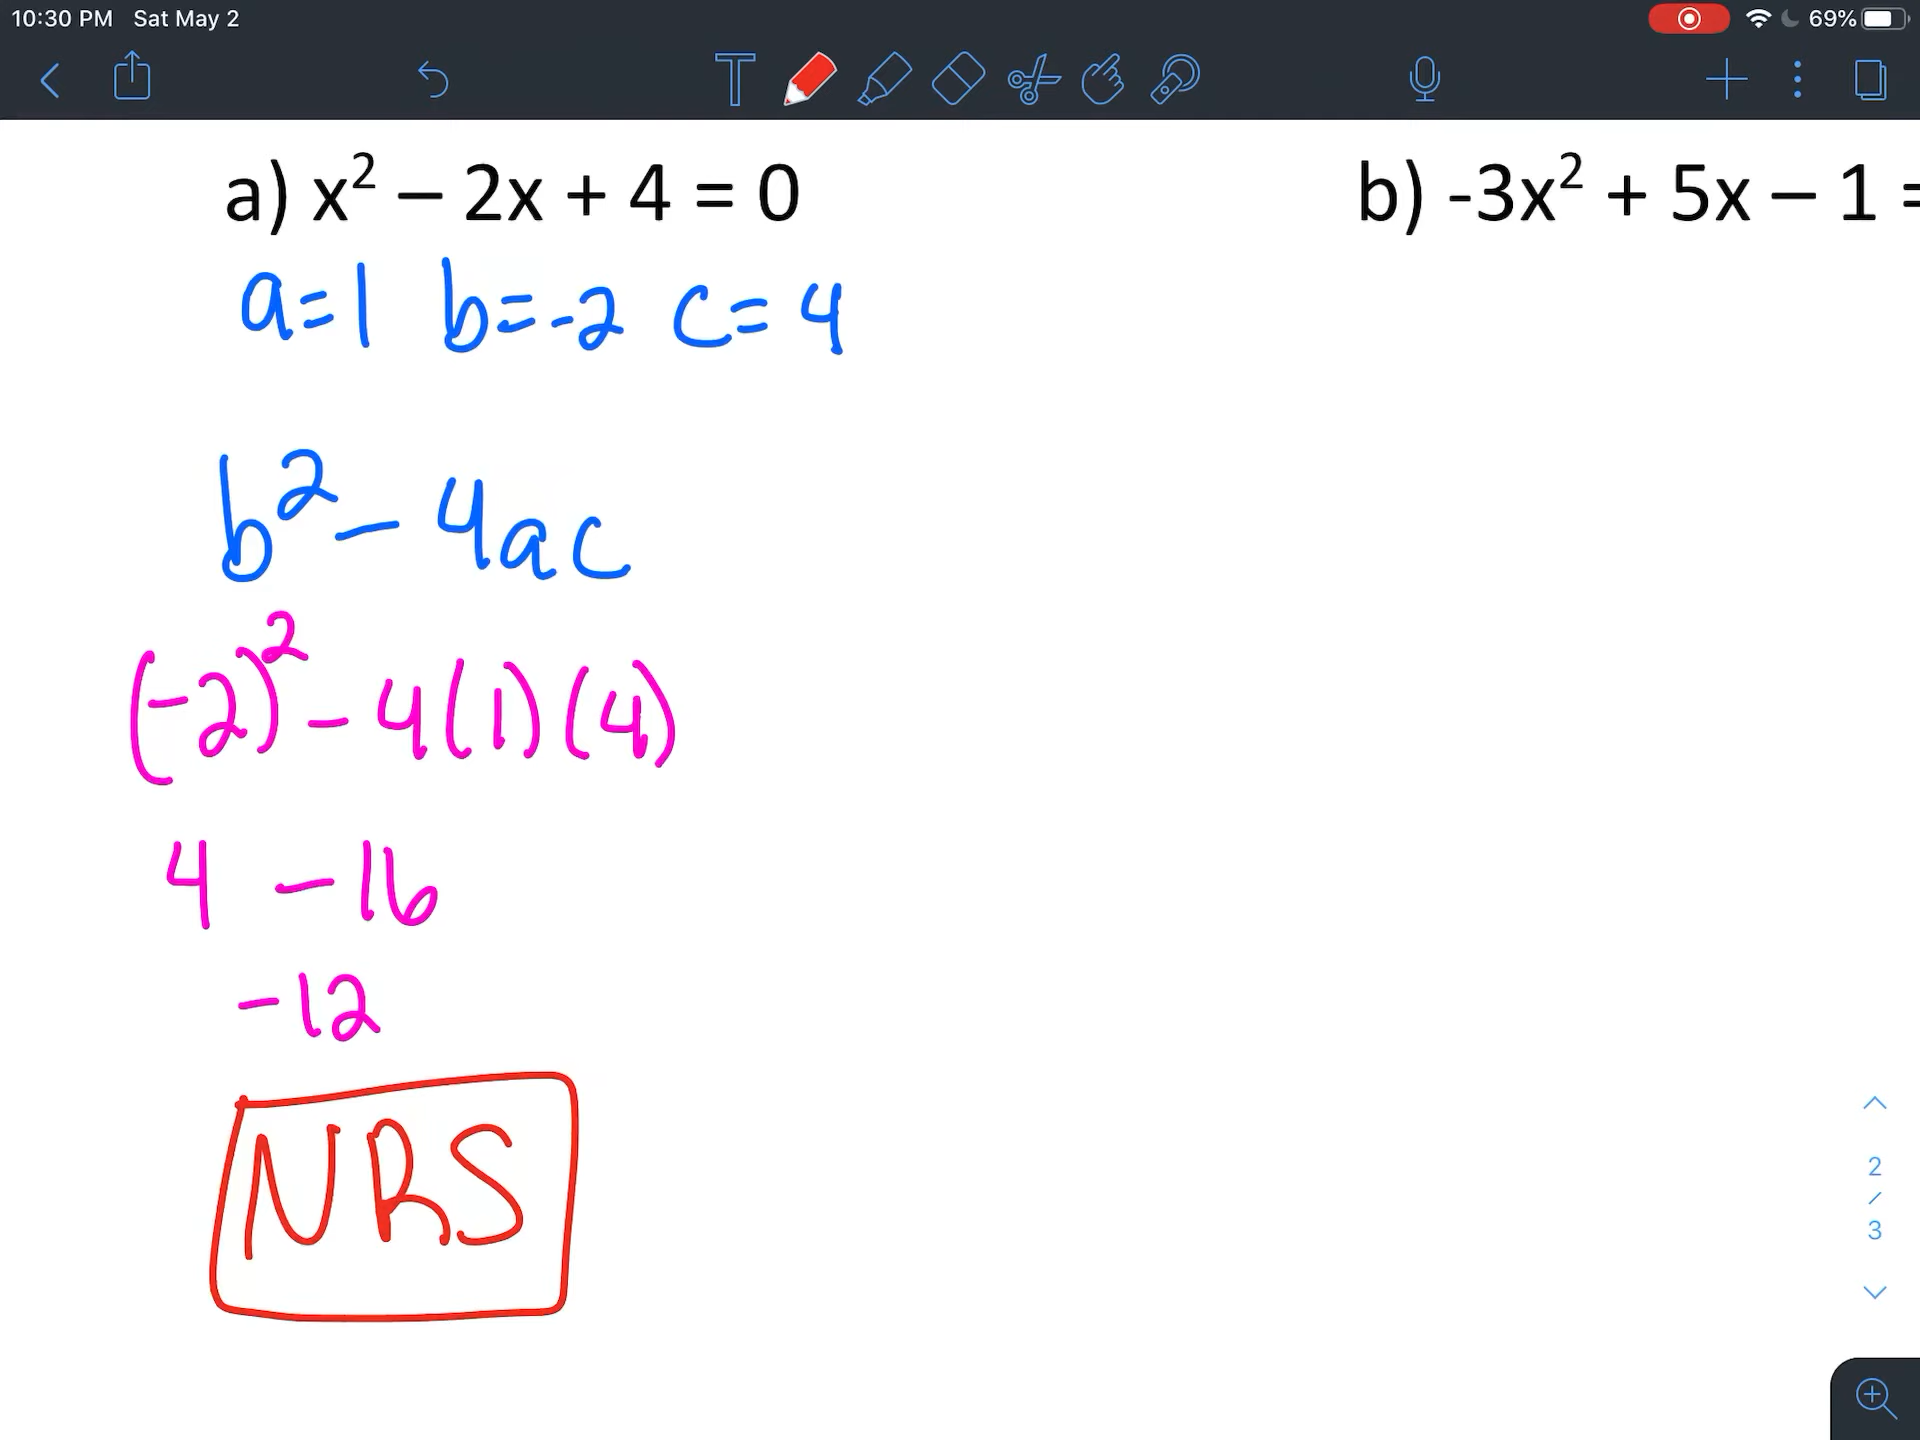 10:30 PM Sat May 2
69%
T
a) x² – 2x + 4 = 0
b) -3x² + 5x – 1 =
a=1 b=-2 c=4
b² - 4ac
(-2)² - 4(1)(4)
4 - 16
-12
NRS
2
/
3